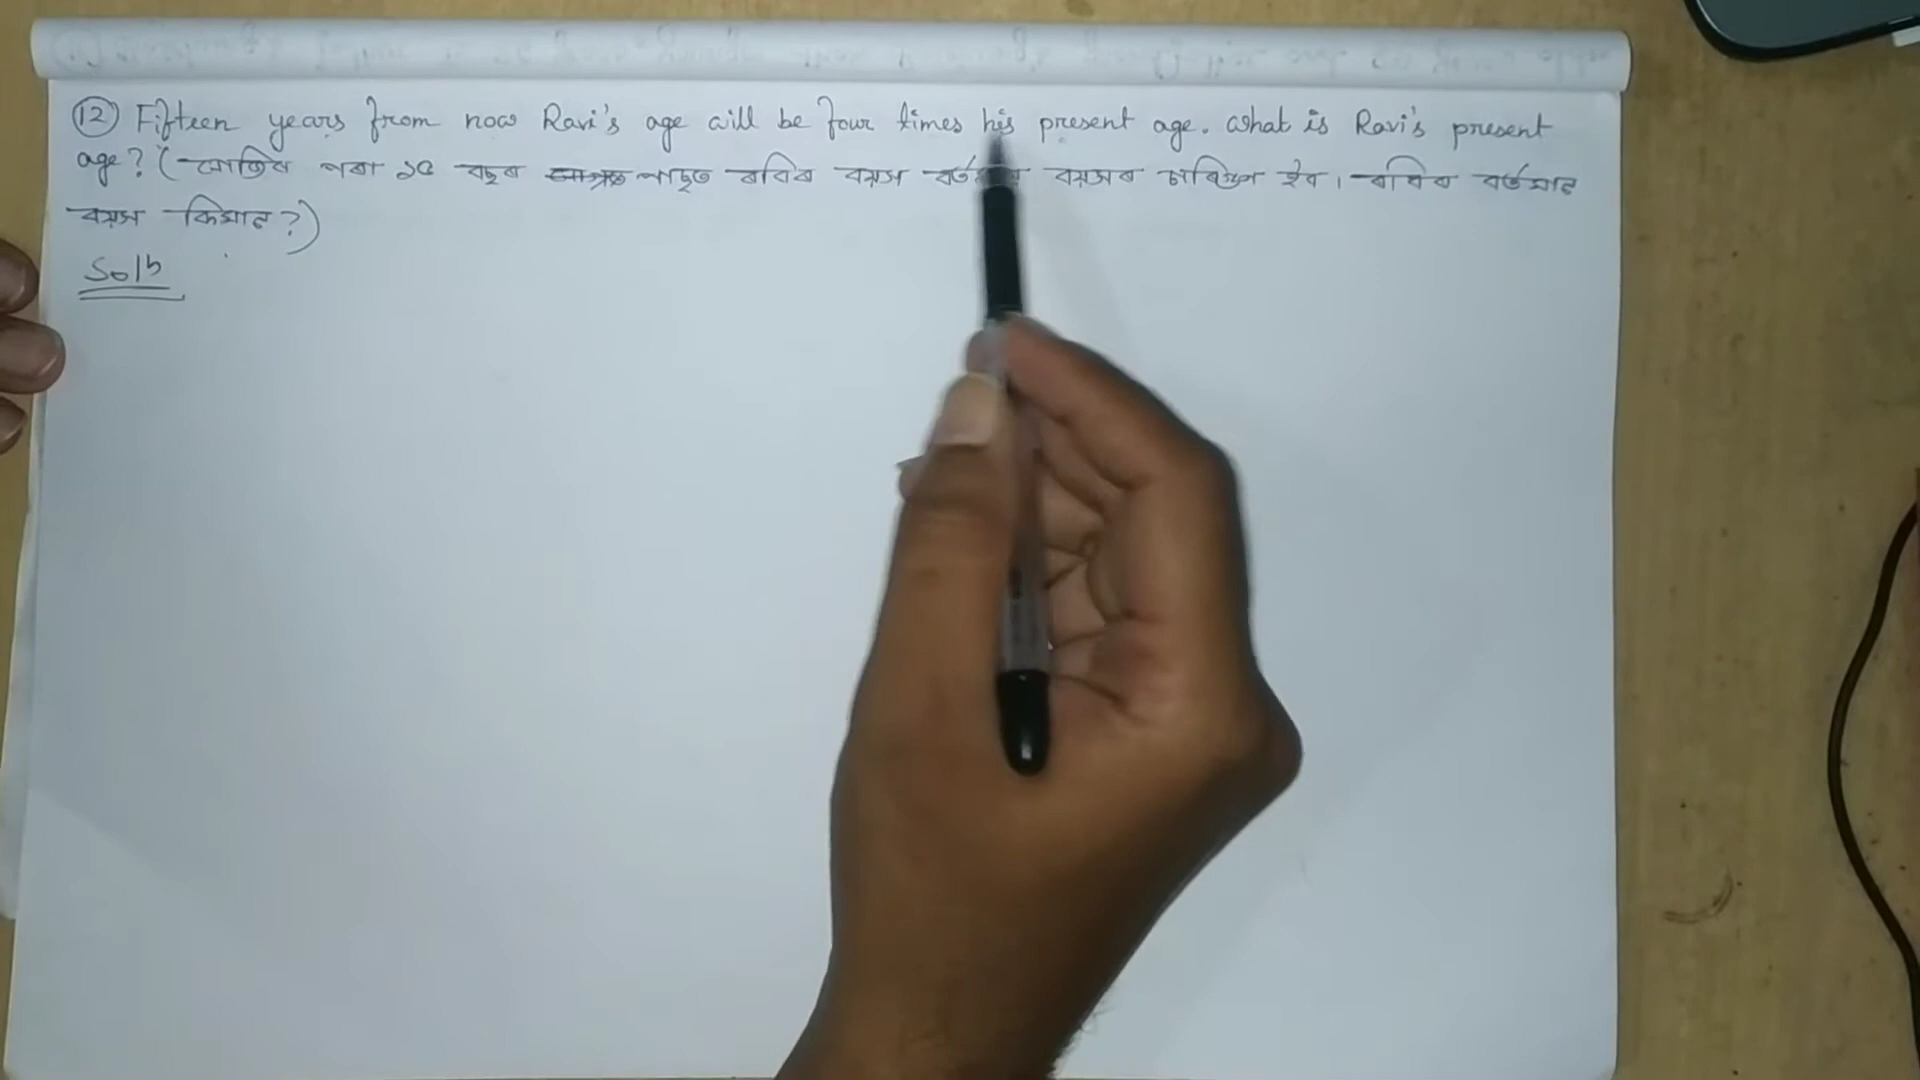 (12) Fifteen years from now Ravi's age will be four times his present age. What is Ravi's present
age? (আজিৰ পৰা ১৫ বছৰ পাছত ৰবিৰ বয়স বৰ্তমান বয়সৰ চাৰিগুণ হ'ব। ৰবিৰ বৰ্তমান
বয়স কিমান?)
Soln